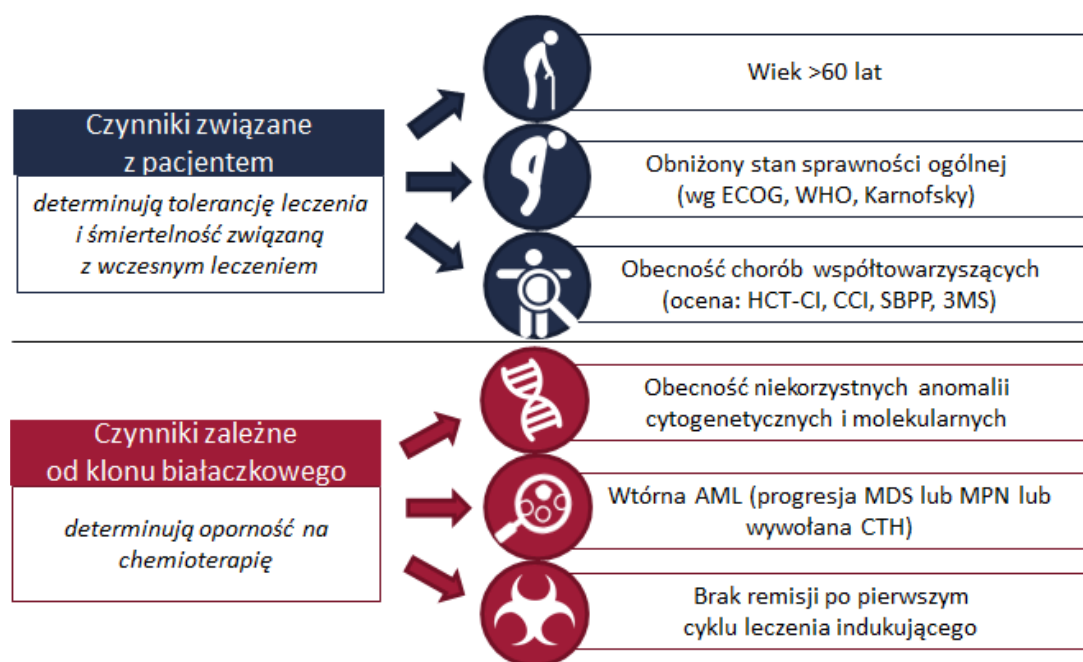 Czynniki związane
z pacjentem
determinują tolerancję leczenia
i śmiertelność związaną
z wczesnym leczeniem
Wiek >60 lat
Obniżony stan sprawności ogólnej
(wg ECOG, WHO, Karnofsky)
Obecność chorób współtowarzyszących
(ocena: HCT-CI, CCI, SBPP, 3MS)
Czynniki zależne
od klonu białaczkowego
determinują oporność na
chemioterapię
Obecność niekorzystnych anomalii
cytogenetycznych i molekularnych
Wtórna AML (progresja MDS lub MPN lub
wywołana CTH)
Brak remisji po pierwszym
cyklu leczenia indukującego